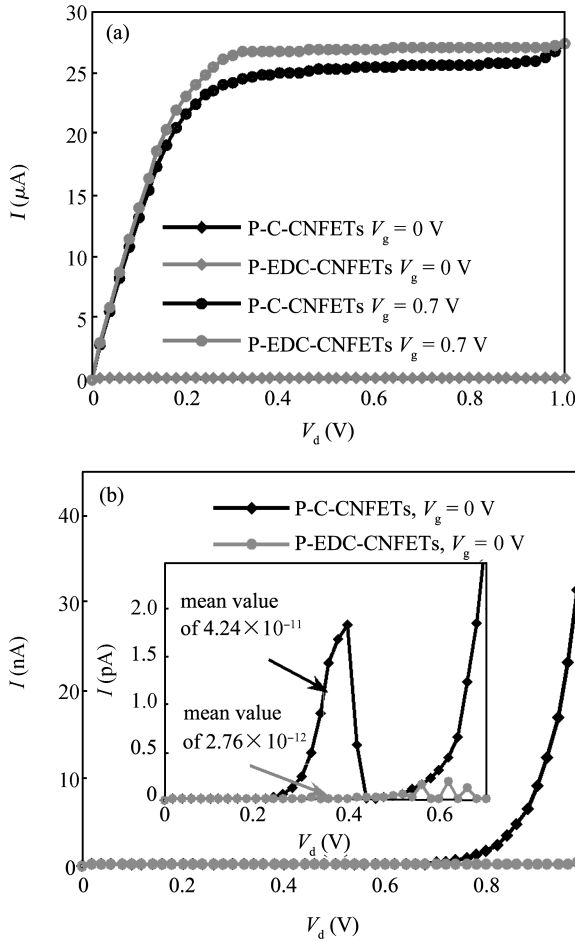 (a)
30
25
20
15
10
5
0
I (μA)
P-C-CNFETs Vg = 0 V
P-EDC-CNFETs Vg = 0 V
P-C-CNFETs Vg = 0.7 V
P-EDC-CNFETs Vg = 0.7 V
0 0.2 0.4 0.6 0.8 1.0
Vd (V)
(b)
40
30
20
10
0
I (nA)
P-C-CNFETs, Vg = 0 V
P-EDC-CNFETs, Vg = 0 V
2.0
1.5
1.0
0.5
0
I (pA)
mean value
of 4.24×10⁻¹¹
mean value
of 2.76×10⁻¹²
0 0.2 0.4 0.6
Vd (V)
0 0.2 0.4 0.6 0.8
Vd (V)